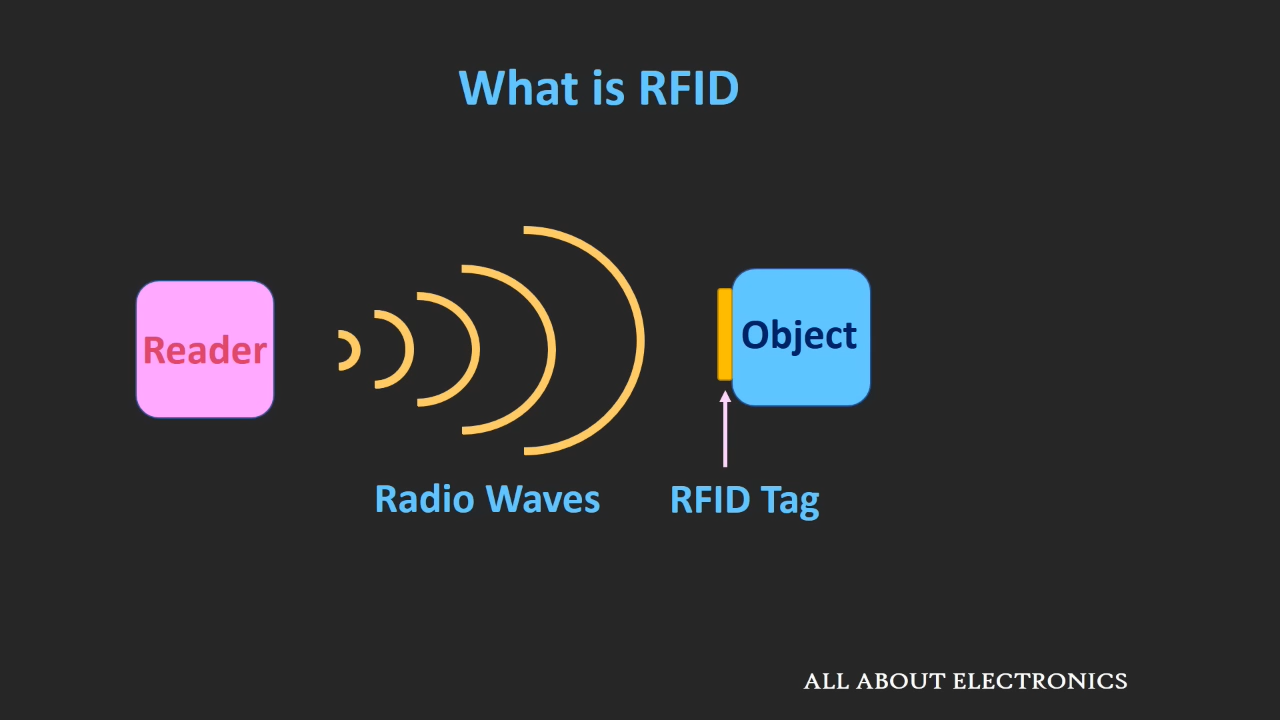 What is RFID
Reader
Object
Radio Waves
RFID Tag
ALL ABOUT ELECTRONICS